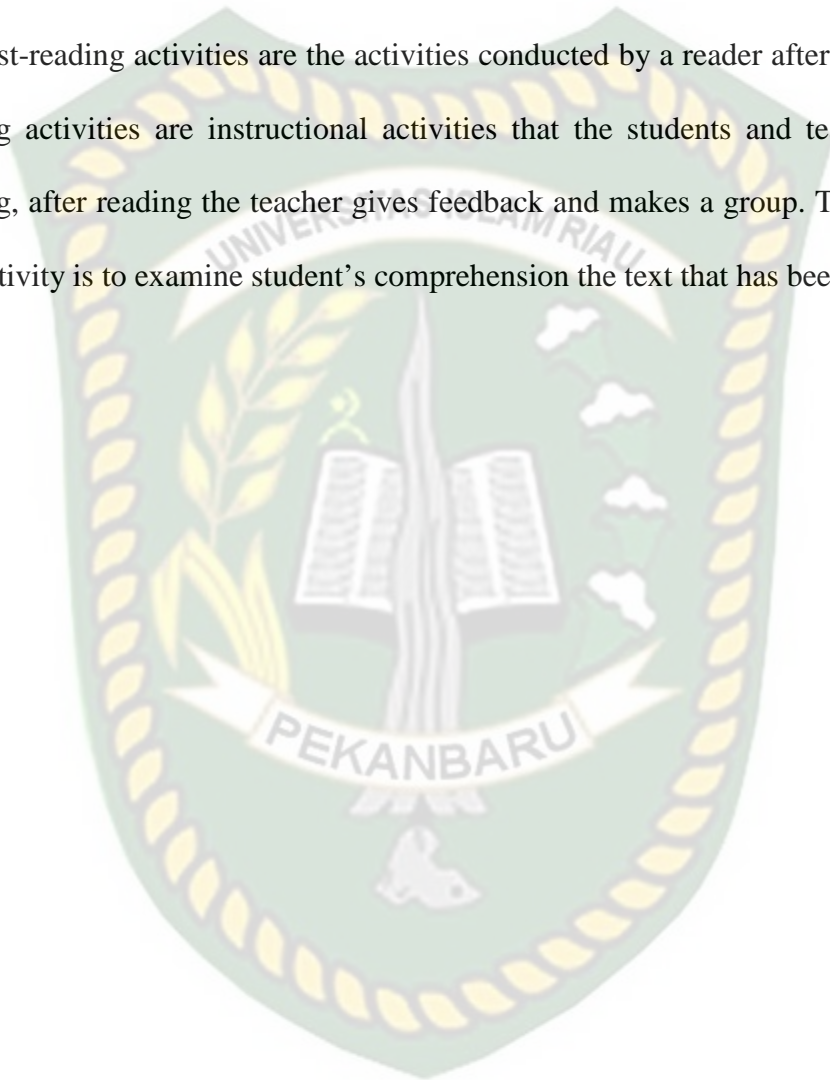 st-reading activities are the activities conducted by a reader after
g activities are instructional activities that the students and te
g, after reading the teacher gives feedback and makes a group. T
tivity is to examine student’s comprehension the text that has bee
UNIVERSITAS ISLAM RIAU
PEKANBARU